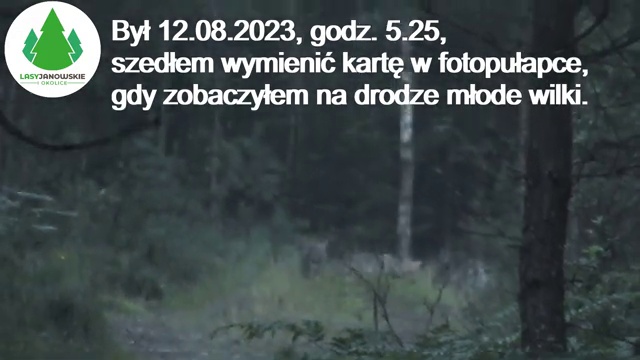 LASY JANOWSKIE
I OKOLICE
Był 12.08.2023, godz. 5.25,
szedłem wymienić kartę w fotopułapce,
gdy zobaczyłem na drodze młode wilki.